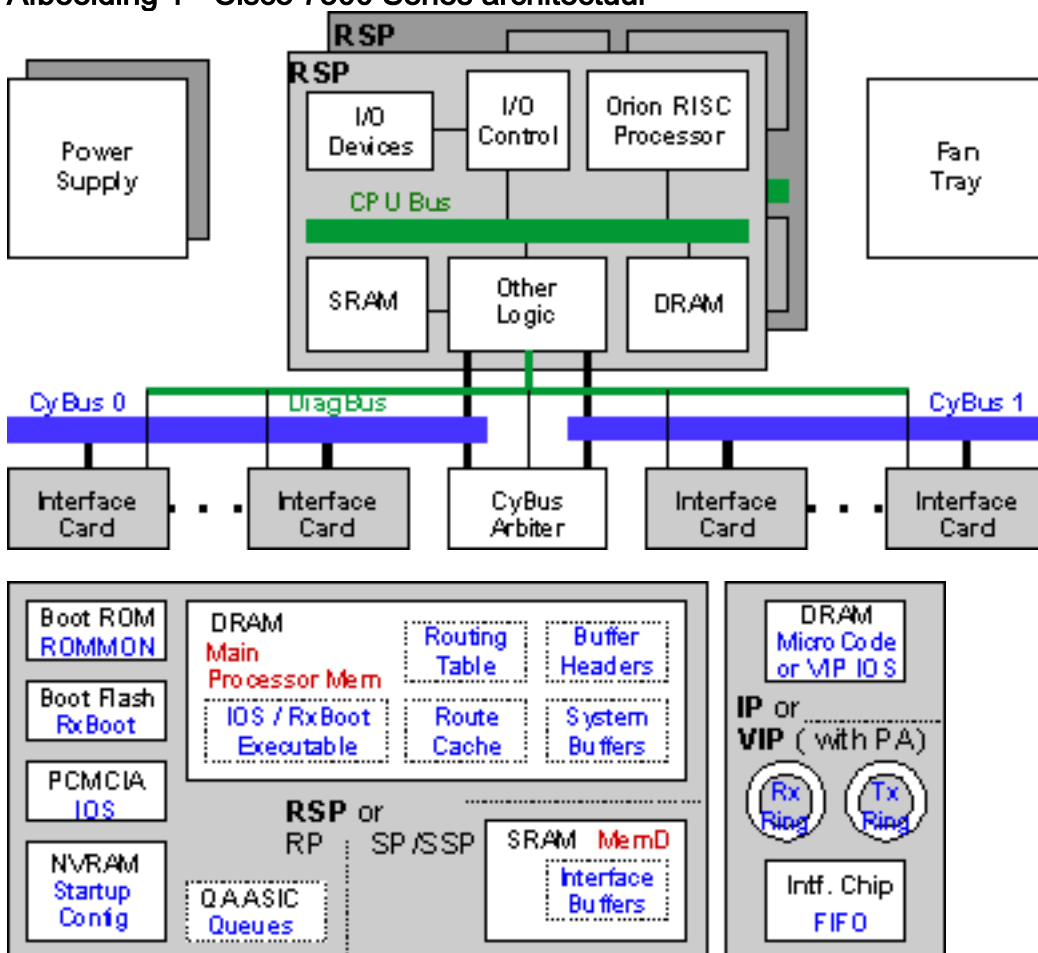 Afbeelding 1 - Cisco 7500 Series architectuur
RSP
RSP
I/O
Devices
I/O
Control
Orion RISC
Processor
Power
Supply
Fan
Tray
CPU Bus
SRAM
Other
Logic
DRAM
CyBus 0
DiagBus
CyBus 1
Interface
Card
Interface
Card
CyBus
Arbiter
Interface
Card
Interface
Card
Boot ROM
ROMMON
Boot Flash
RxBoot
PCMCIA
IOS
NVRAM
Startup
Config
DRAM
Main
Processor Mem
Routing
Table
Buffer
Headers
IOS / RxBoot
Executable
Route
Cache
System
Buffers
RSP or
RP
SP/SSP
QAASIC
Queues
SRAM MemD
Interface
Buffers
DRAM
Micro Code
or VIP IOS
IP or
VIP ( with PA)
Rx
Ring
Tx
Ring
Intf. Chip
FIFO